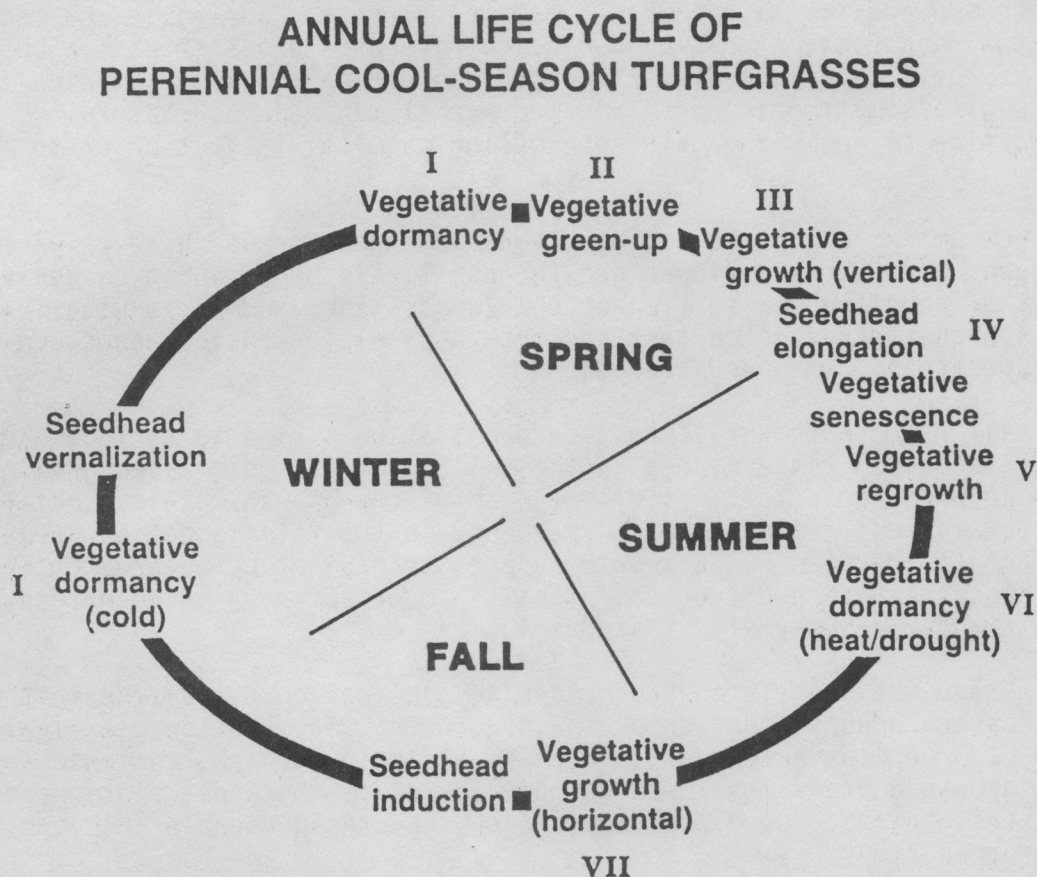 ANNUAL LIFE CYCLE OF
PERENNIAL COOL-SEASON TURFGRASSES
I
Vegetative
dormancy
II
Vegetative
green-up
III
Vegetative
growth (vertical)
Seedhead
elongation
IV
Vegetative
senescence
Vegetative
regrowth
V
Vegetative
dormancy
(heat/drought)
VI
Vegetative
growth
(horizontal)
VII
Seedhead
induction
Vegetative
dormancy
(cold)
I
Seedhead
vernalization
SPRING
WINTER
SUMMER
FALL